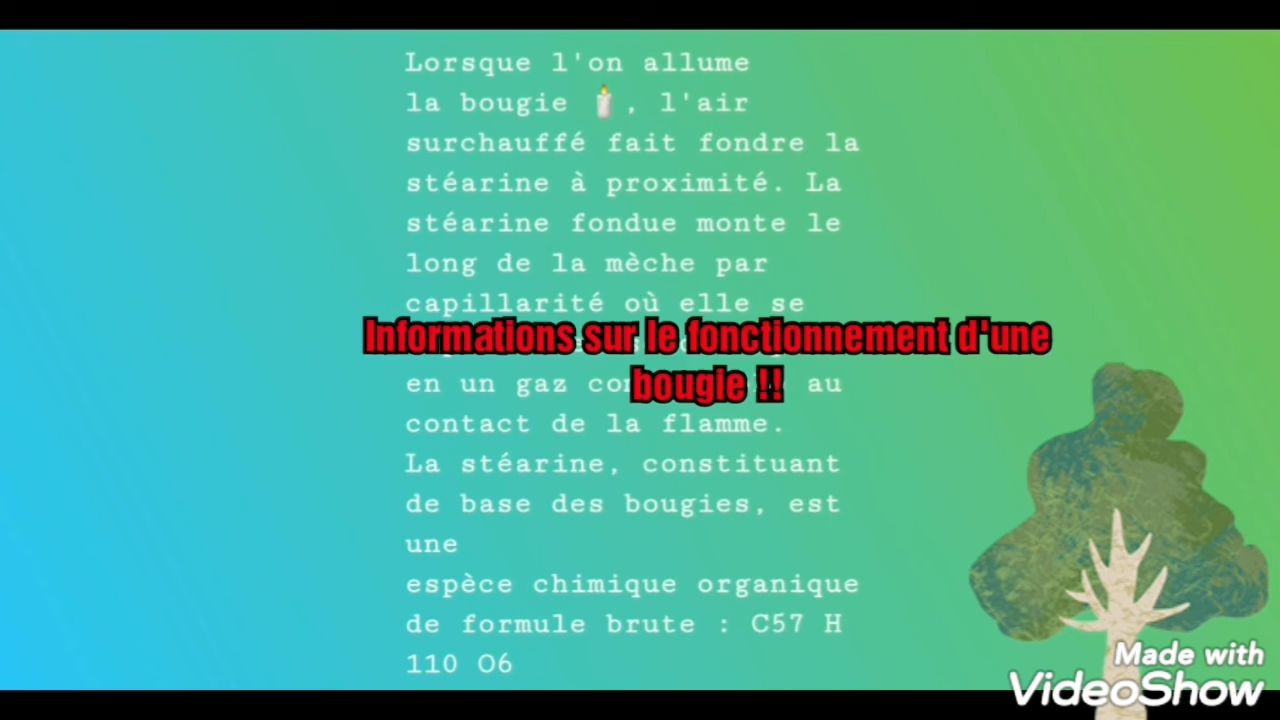 Lorsque l'on allume
la bougie 🕯️, l'air
surchauffé fait fondre la
stéarine à proximité. La
stéarine fondue monte le
long de la mèche par
capillarité où elle se
Informations sur le fonctionnement d'une
bougie !!
en un gaz au
contact de la flamme.
La stéarine, constituant
de base des bougies, est
une
espèce chimique organique
de formule brute : C57 H
110 O6
Made with
VideoShow